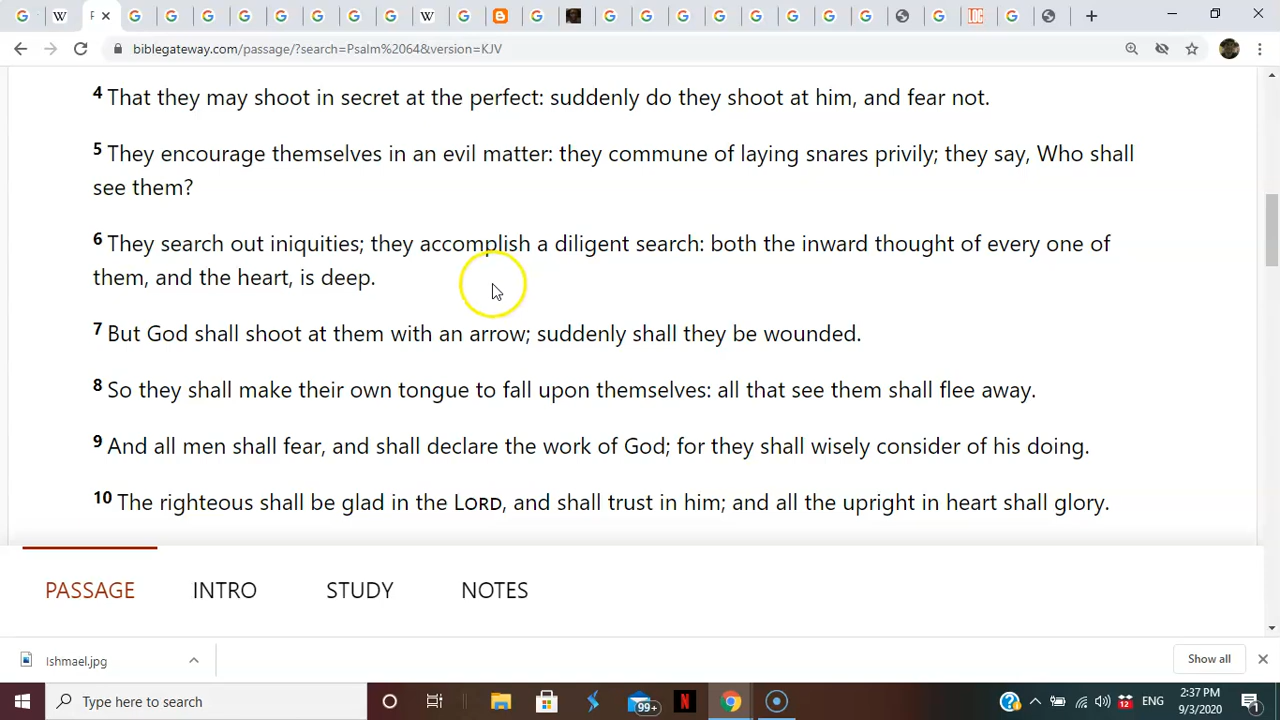 biblegateway.com/passage/?search=Psalm%2064&version=KJV
4 That they may shoot in secret at the perfect: suddenly do they shoot at him, and fear not.
5 They encourage themselves in an evil matter: they commune of laying snares privily; they say, Who shall
see them?
6 They search out iniquities; they accomplish a diligent search: both the inward thought of every one of
them, and the heart, is deep.
7 But God shall shoot at them with an arrow; suddenly shall they be wounded.
8 So they shall make their own tongue to fall upon themselves: all that see them shall flee away.
9 And all men shall fear, and shall declare the work of God; for they shall wisely consider of his doing.
10 The righteous shall be glad in the LORD, and shall trust in him; and all the upright in heart shall glory.
PASSAGE INTRO STUDY NOTES
Ishmael.jpg Show all
Type here to search 99+ 12 ENG 2:37 PM
9/3/2020 1